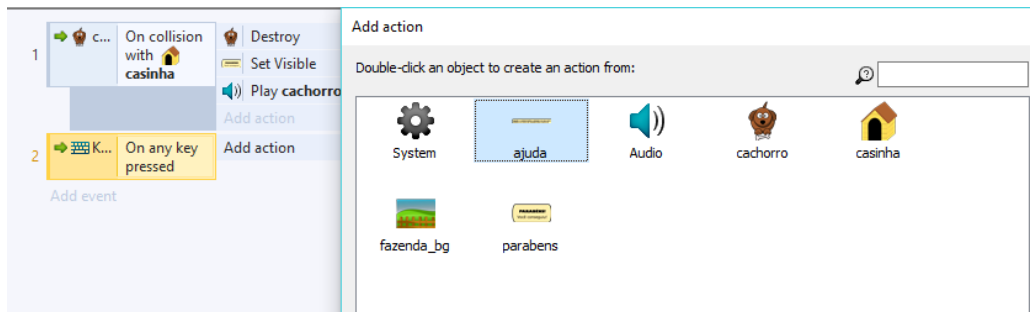 Add action
1
c...
On collision
with
casinha
Destroy
Set Visible
Play cachorro
Add action
2
K...
On any key
pressed
Add action
Add event
Double-click an object to create an action from:
System
ajuda
Audio
cachorro
casinha
fazenda_bg
PARABÉNS!
parabens